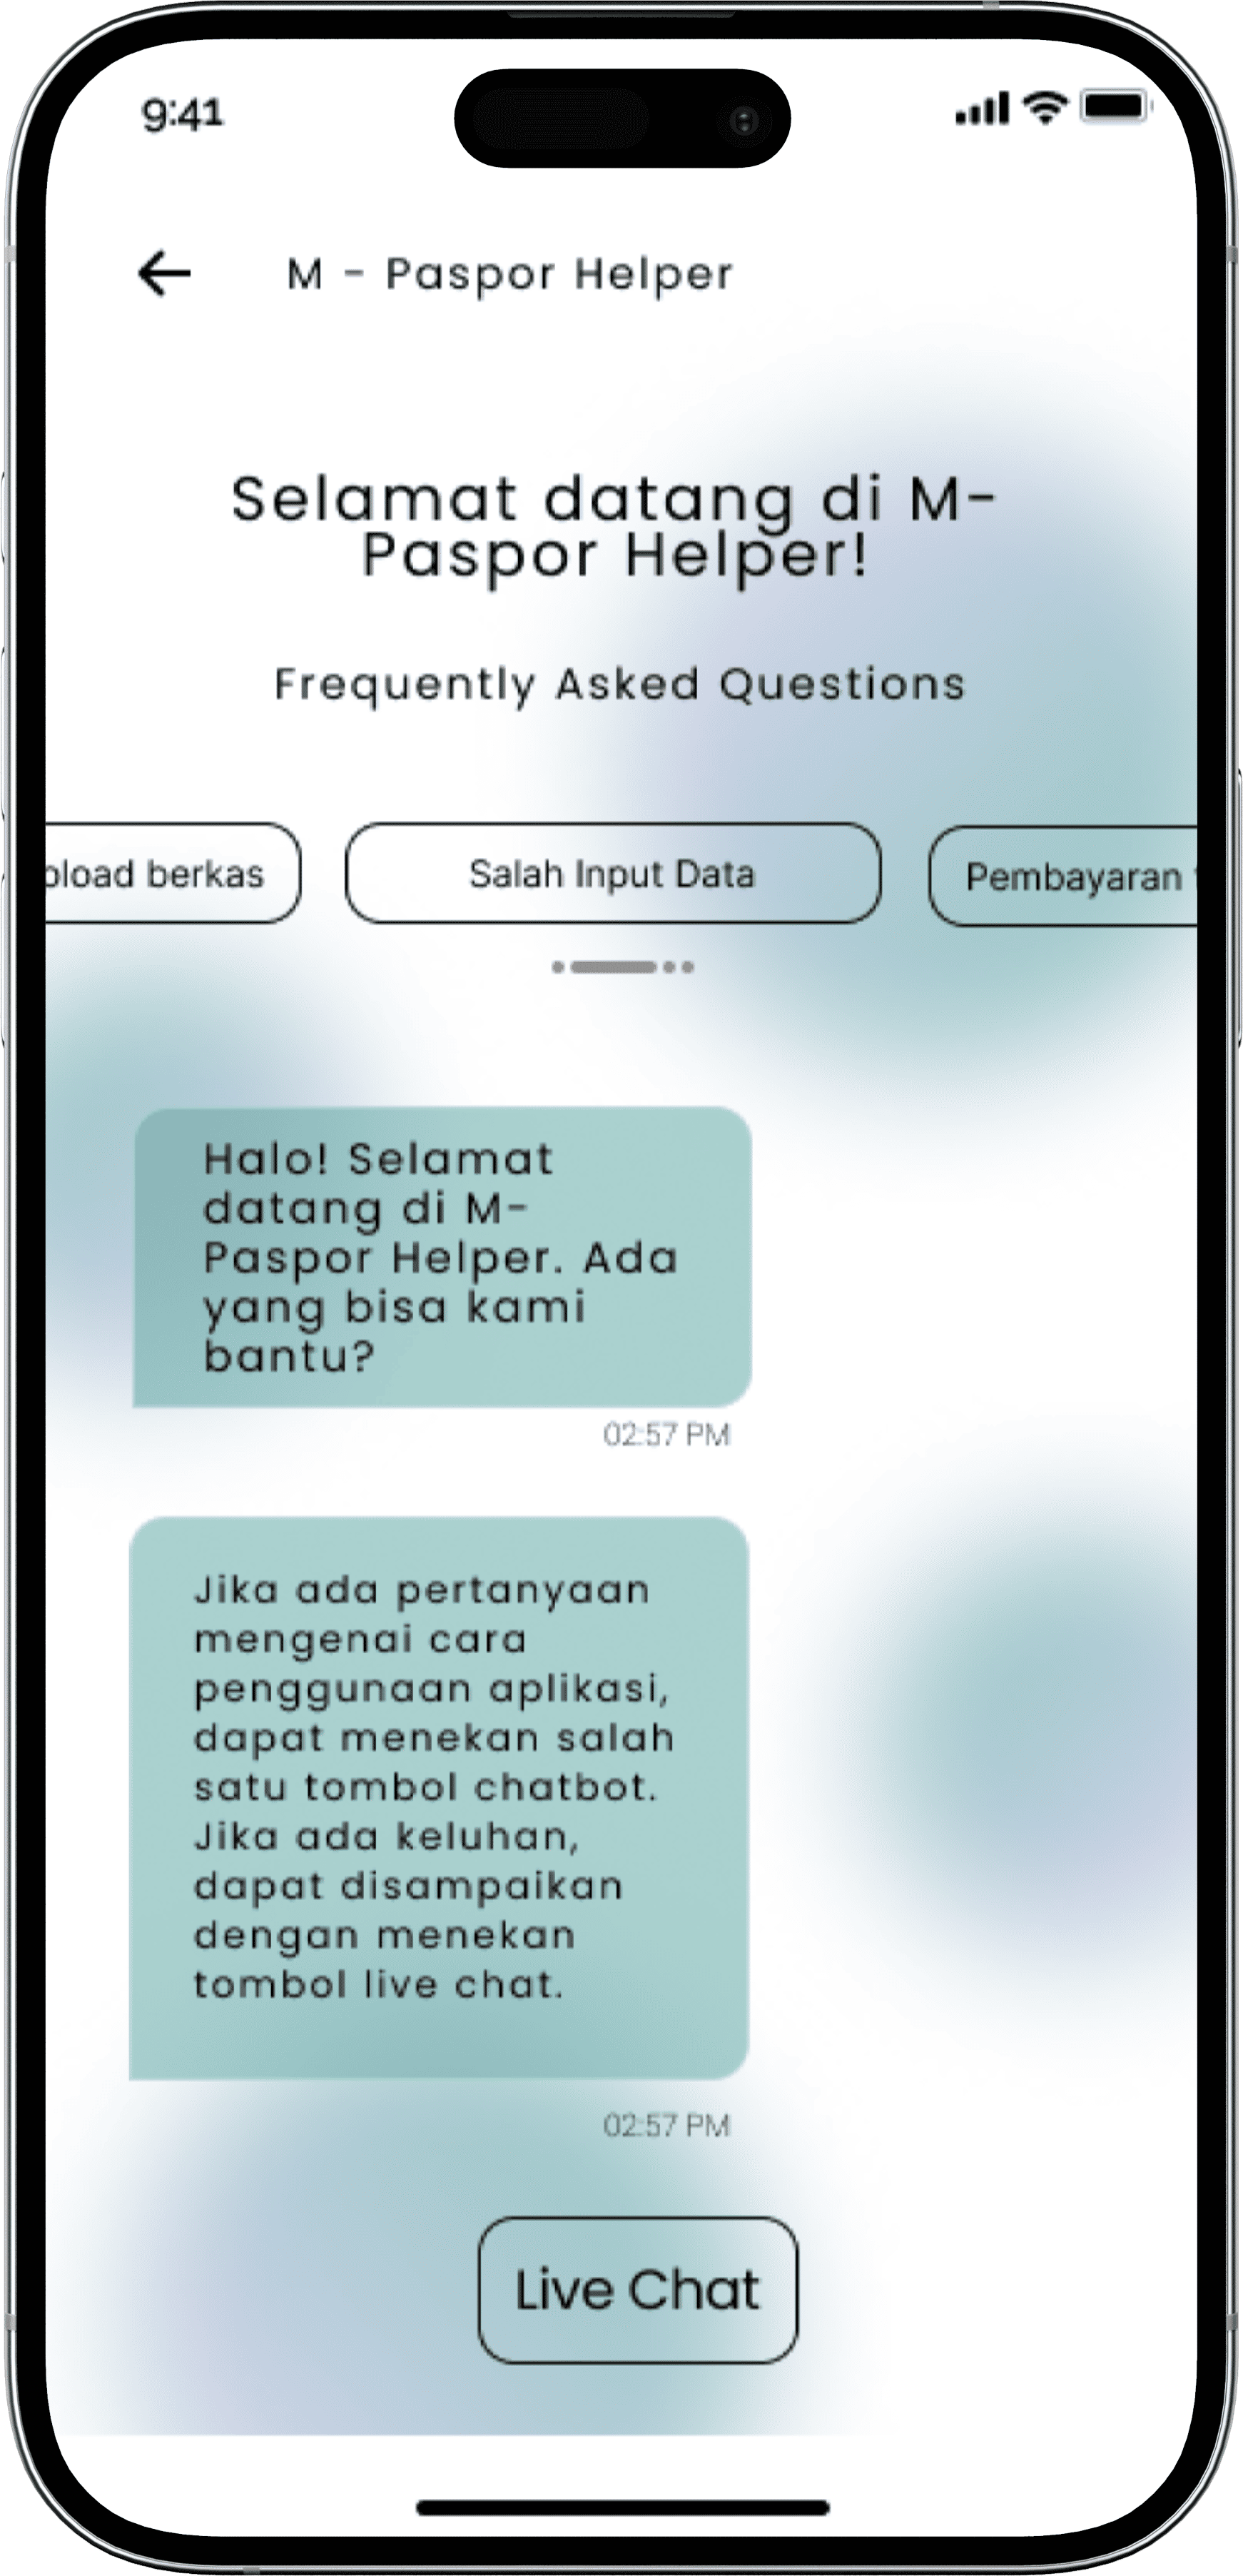 9:41
M - Paspor Helper
Selamat datang di M-
Paspor Helper!
Frequently Asked Questions
berkas
Salah Input Data
Pembayaran
Halo! Selamat
datang di M-
Paspor Helper. Ada
yang bisa kami
bantu?
02:57 PM
Jika ada pertanyaan
mengenai cara
penggunaan aplikasi,
dapat menekan salah
satu tombol chatbot.
Jika ada keluhan,
dapat disampaikan
dengan menekan
tombol live chat.
02:57 PM
Live Chat